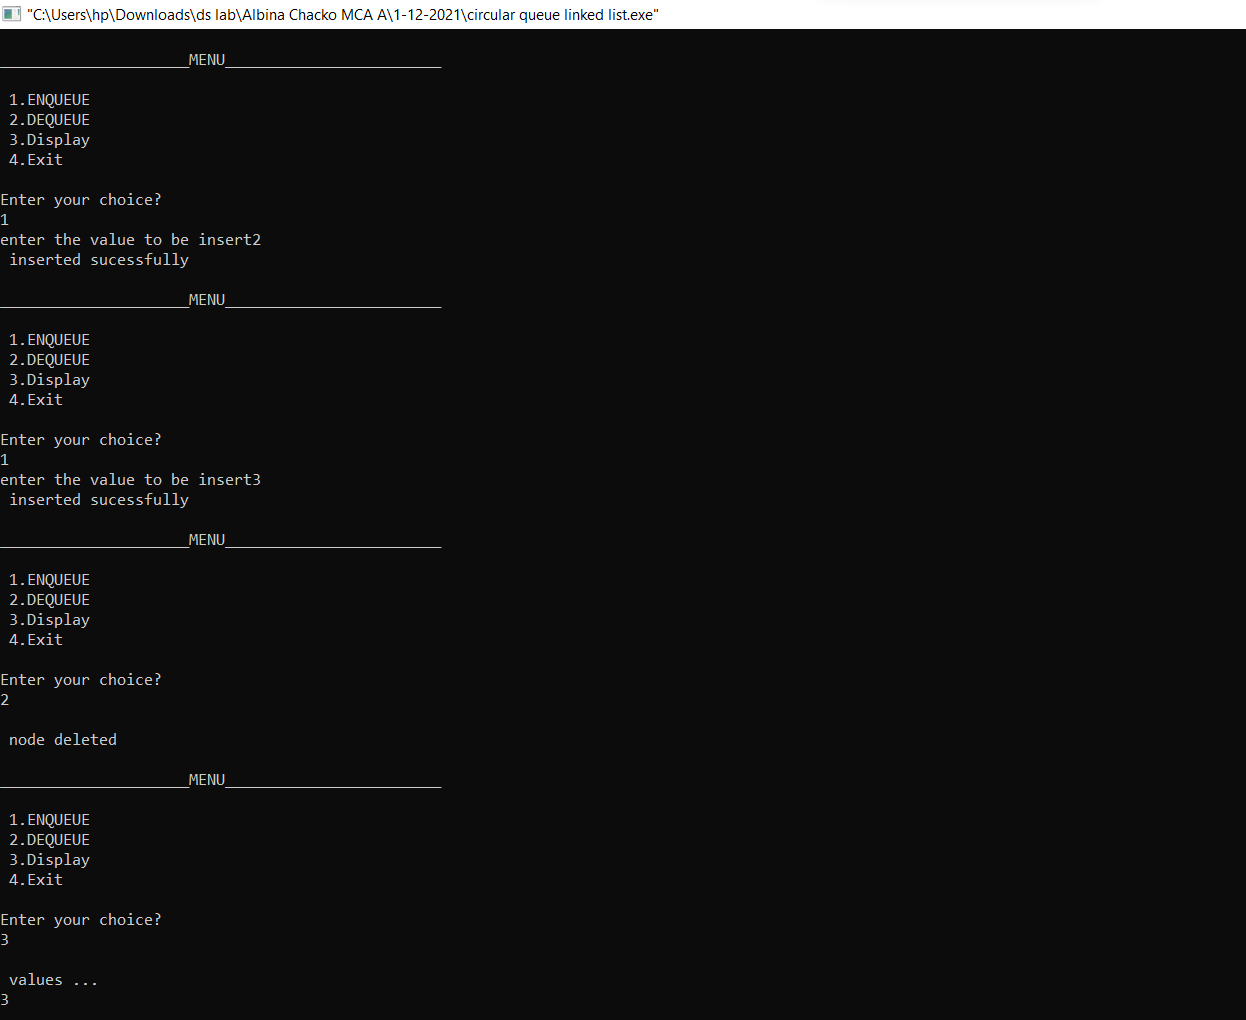 "C:\Users\hp\Downloads\ds lab\Albina Chacko MCA A\1-12-2021\circular queue linked list.exe"
_____________________MENU________________________
1.ENQUEUE
2.DEQUEUE
3.Display
4.Exit
Enter your choice?
1
enter the value to be insert2
inserted sucessfully
_____________________MENU________________________
1.ENQUEUE
2.DEQUEUE
3.Display
4.Exit
Enter your choice?
1
enter the value to be insert3
inserted sucessfully
_____________________MENU________________________
1.ENQUEUE
2.DEQUEUE
3.Display
4.Exit
Enter your choice?
2
node deleted
_____________________MENU________________________
1.ENQUEUE
2.DEQUEUE
3.Display
4.Exit
Enter your choice?
3
values ...
3